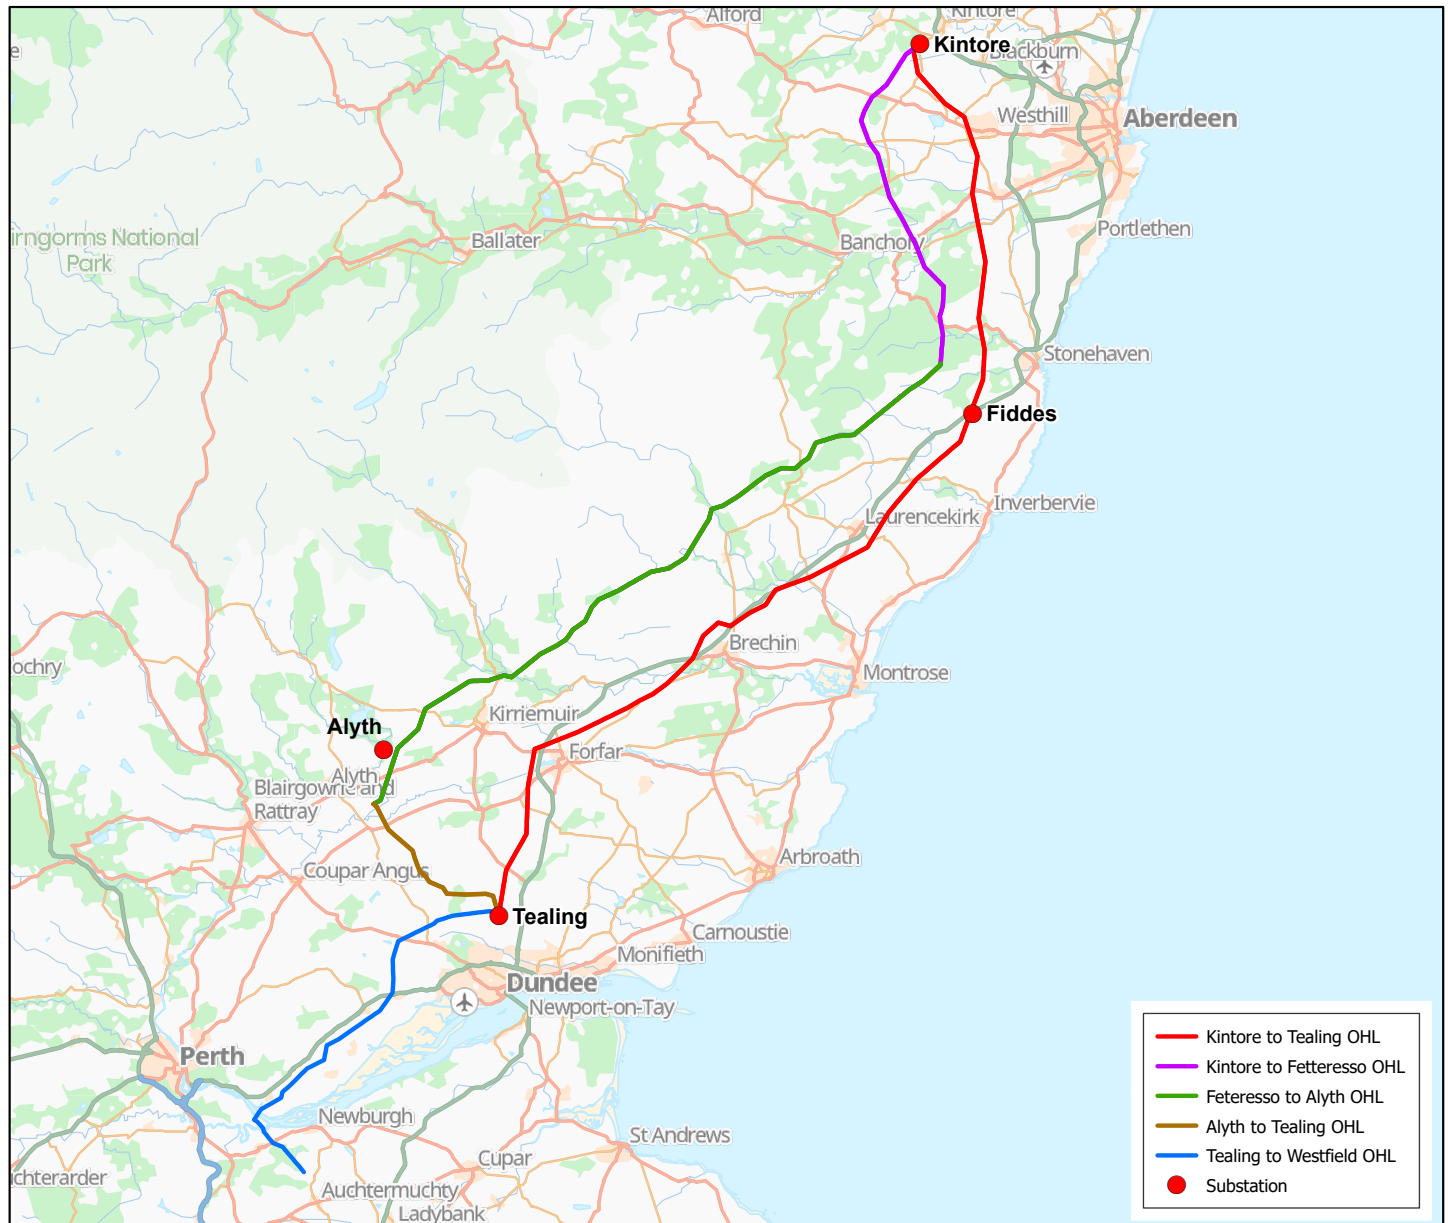 Alford
Kintore
Kintore
Blackburn
Westhill
Aberdeen
Portlethen
Banchory
Ballater
irngorms National
Park
Stonehaven
Fiddes
Inverbervie
Laurencekirk
Brechin
Montrose
ochry
Kirriemuir
Alyth
Forfar
Alyth
Blairgowrie and
Rattray
Arbroath
Coupar Angus
Tealing
Carnoustie
Monifieth
Dundee
Newport-on-Tay
Perth
Newburgh
St Andrews
Cupar
uchterarder
Auchtermuchty
Ladybank
Kintore to Tealing OHL
Kintore to Fetteresso OHL
Feteresso to Alyth OHL
Alyth to Tealing OHL
Tealing to Westfield OHL
Substation